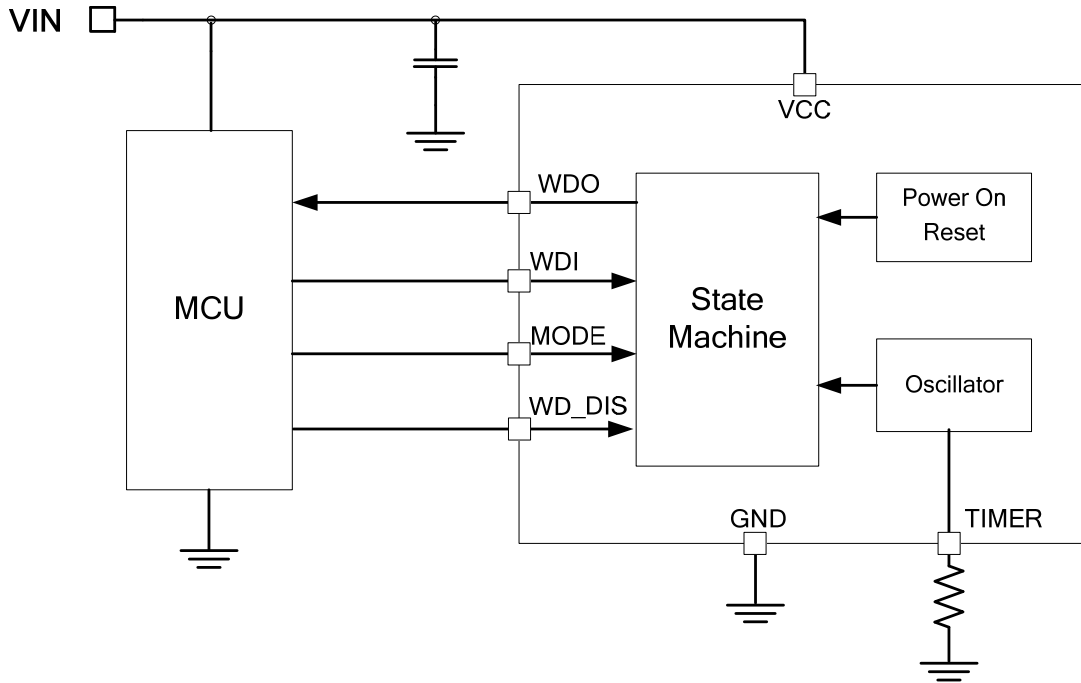 VIN
VCC
WDO
Power On
Reset
WDI
MCU
State
Machine
MODE
Oscillator
WD_DIS
GND
TIMER